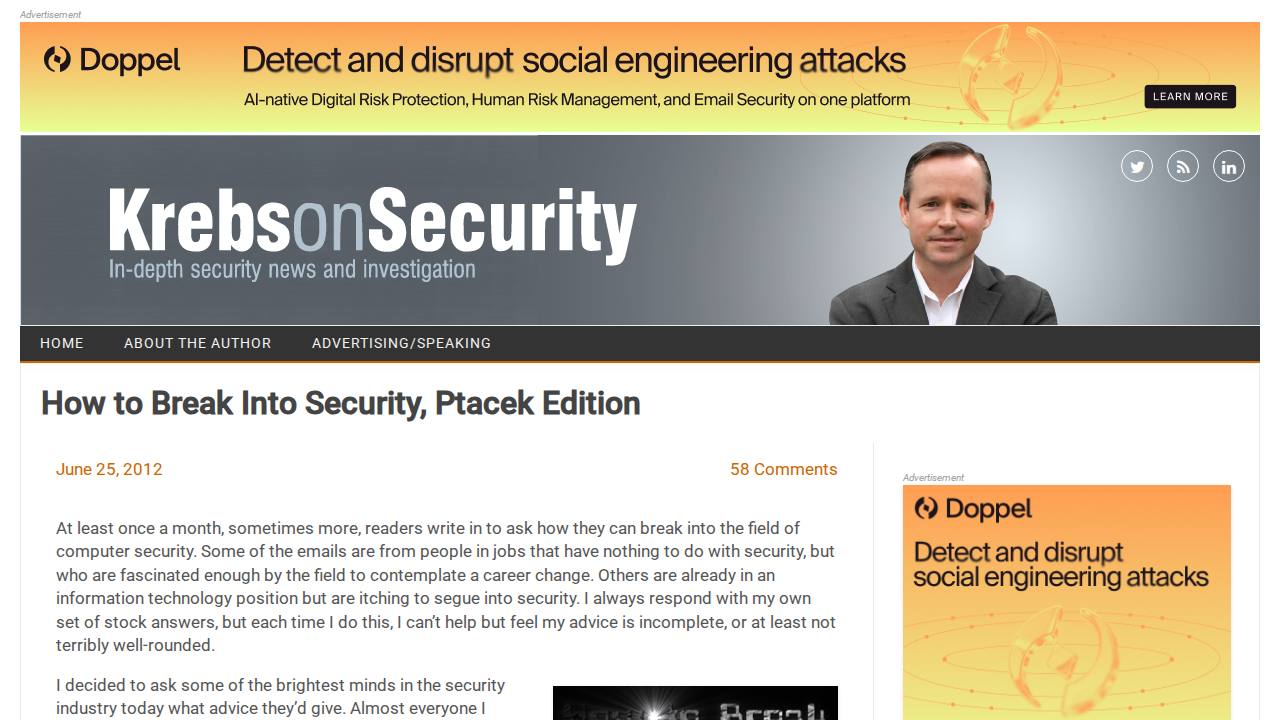 Advertisement
Doppel
Detect and disrupt social engineering attacks
AI-native Digital Risk Protection, Human Risk Management, and Email Security on one platform
LEARN MORE
KrebsonSecurity
In-depth security news and investigation
HOME ABOUT THE AUTHOR ADVERTISING/SPEAKING
How to Break Into Security, Ptacek Edition
June 25, 2012
58 Comments
At least once a month, sometimes more, readers write in to ask how they can break into the field of
computer security. Some of the emails are from people in jobs that have nothing to do with security, but
who are fascinated enough by the field to contemplate a career change. Others are already in an
information technology position but are itching to segue into security. I always respond with my own
set of stock answers, but each time I do this, I can’t help but feel my advice is incomplete, or at least not
terribly well-rounded.
I decided to ask some of the brightest minds in the security
industry today what advice they’d give. Almost everyone I
Advertisement
Doppel
Detect and disrupt
social engineering attacks